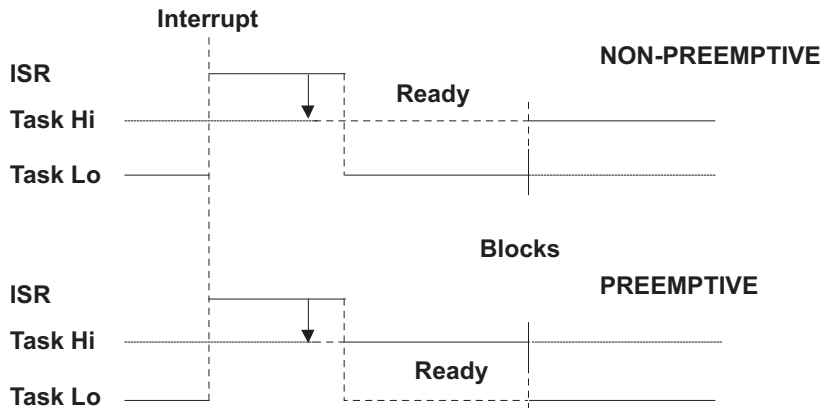 Interrupt
NON-PREEMPTIVE
ISR
Ready
Task Hi
Task Lo
Blocks
PREEMPTIVE
ISR
Task Hi
Ready
Task Lo